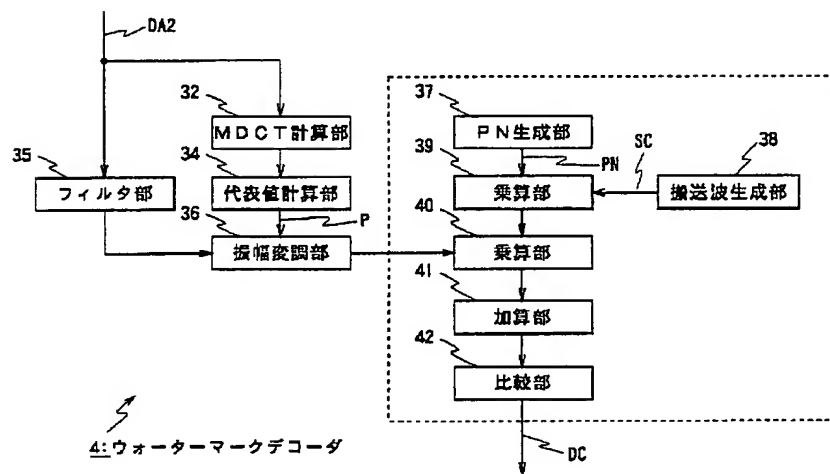 DA2
32
MDCT計算部
37
PN生成部
35
34
39
PN
SC
38
フィルタ部
代表値計算部
乗算部
搬送波生成部
36
P
40
振幅変調部
乗算部
41
加算部
42
比較部
4:ウォーターマークデコーダ
DC